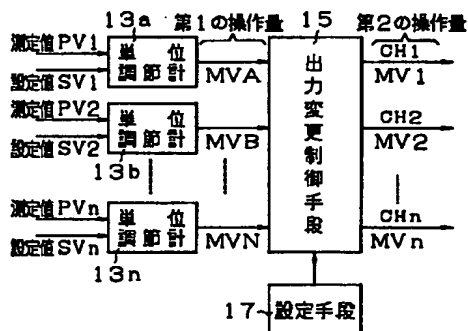 13a
第1の操作量
15
第2の操作量
測定値PV1
設定値SV1
単位
調節計
MVA
CH1
MV1
測定値PV2
設定値SV2
単位
調節計
13b
MVB
CH2
MV2
出力変更制御手段
測定値PVn
設定値SVn
単位
調節計
13n
MVN
CHn
MVn
17
設定手段